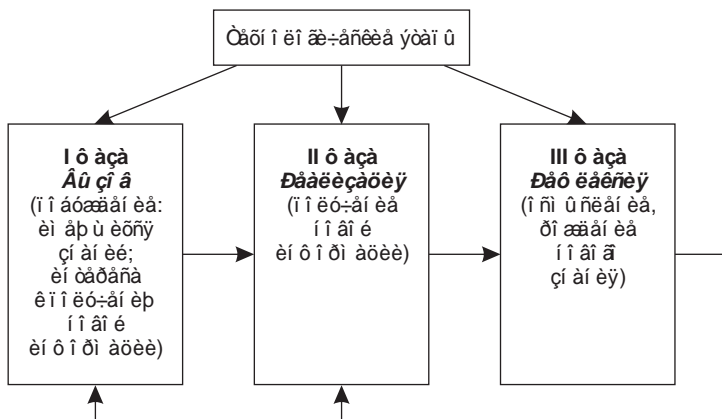 Òåõí î ëî ãè÷åñêèå ýòàï û
I ô àçà
Âû çî â
(ï î áóæäåí èå:
èì åþ ù èõñÿ
çí àí èé;
èí òåðåñà
ê ï î ëó÷åí èþ
í î âî é
èí ô î ðì àöèè)
II ô àçà
Ðåàëèçàöèÿ
(ï î ëó÷åí èå
í î âî é
èí ô î ðì àöèè)
III ô àçà
Ðåô ëåêñèÿ
(î ñì û ñëåí èå,
ðî æäåí èå
í î âî ãî
çí àí èÿ)